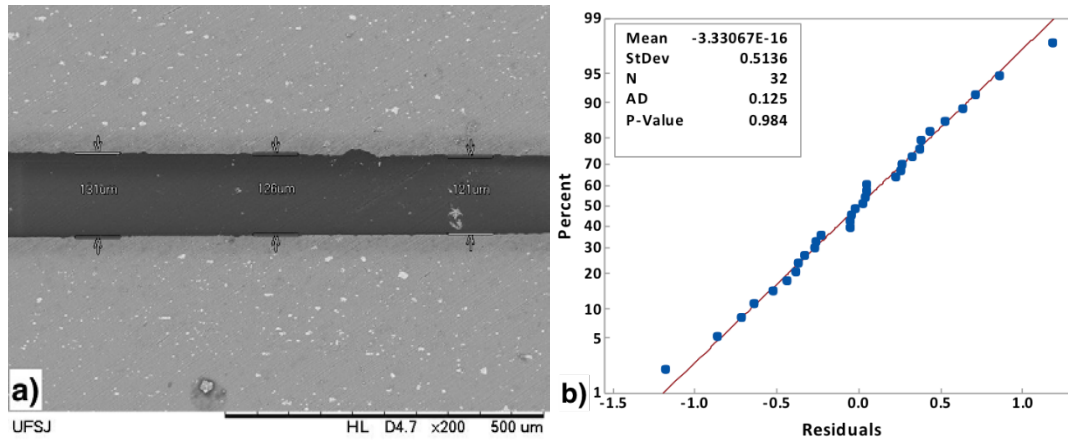 131um
126um
121um
a)
UFSJ
HL D4.7 x200 500 um
Mean -3.33067E-16
StDev 0.5136
N 32
AD 0.125
P-Value 0.984
99
95
90
80
70
60
50
40
30
20
10
5
1
Percent
-1.5 -1.0 -0.5 0.0 0.5 1.0
Residuals
b)